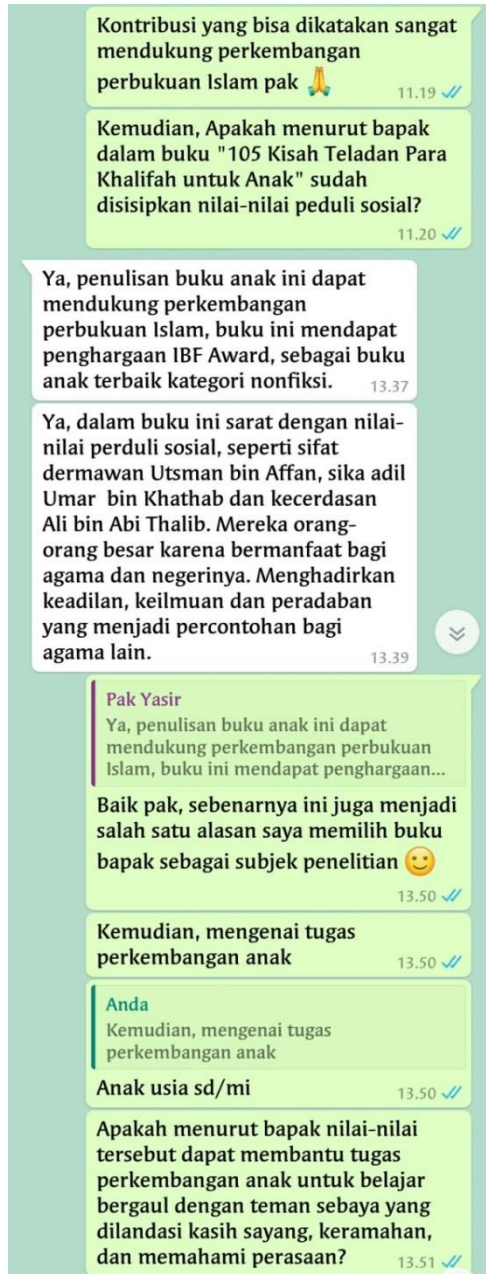 Kontribusi yang bisa dikatakan sangat
mendukung perkembangan
perbukuan Islam pak 🙏
11.19
Kemudian, Apakah menurut bapak
dalam buku "105 Kisah Teladan Para
Khalifah untuk Anak" sudah
disisipkan nilai-nilai peduli sosial?
11.20
Ya, penulisan buku anak ini dapat
mendukung perkembangan
perbukuan Islam, buku ini mendapat
penghargaan IBF Award, sebagai buku
anak terbaik kategori nonfiksi. 13.37
Ya, dalam buku ini sarat dengan nilai-
nilai perduli sosial, seperti sifat
dermawan Utsman bin Affan, sika adil
Umar bin Khathab dan kecerdasan
Ali bin Abi Thalib. Mereka orang-
orang besar karena bermanfaat bagi
agama dan negerinya. Menghadirkan
keadilan, keilmuan dan peradaban
yang menjadi percontohan bagi
agama lain. 13.39
Pak Yasir
Ya, penulisan buku anak ini dapat
mendukung perkembangan perbukuan
Islam, buku ini mendapat penghargaan...
Baik pak, sebenarnya ini juga menjadi
salah satu alasan saya memilih buku
bapak sebagai subjek penelitian 🙂
13.50
Kemudian, mengenai tugas
perkembangan anak 13.50
Anda
Kemudian, mengenai tugas
perkembangan anak
Anak usia sd/mi 13.50
Apakah menurut bapak nilai-nilai
tersebut dapat membantu tugas
perkembangan anak untuk belajar
bergaul dengan teman sebaya yang
dilandasi kasih sayang, keramahan,
dan memahami perasaan? 13.51